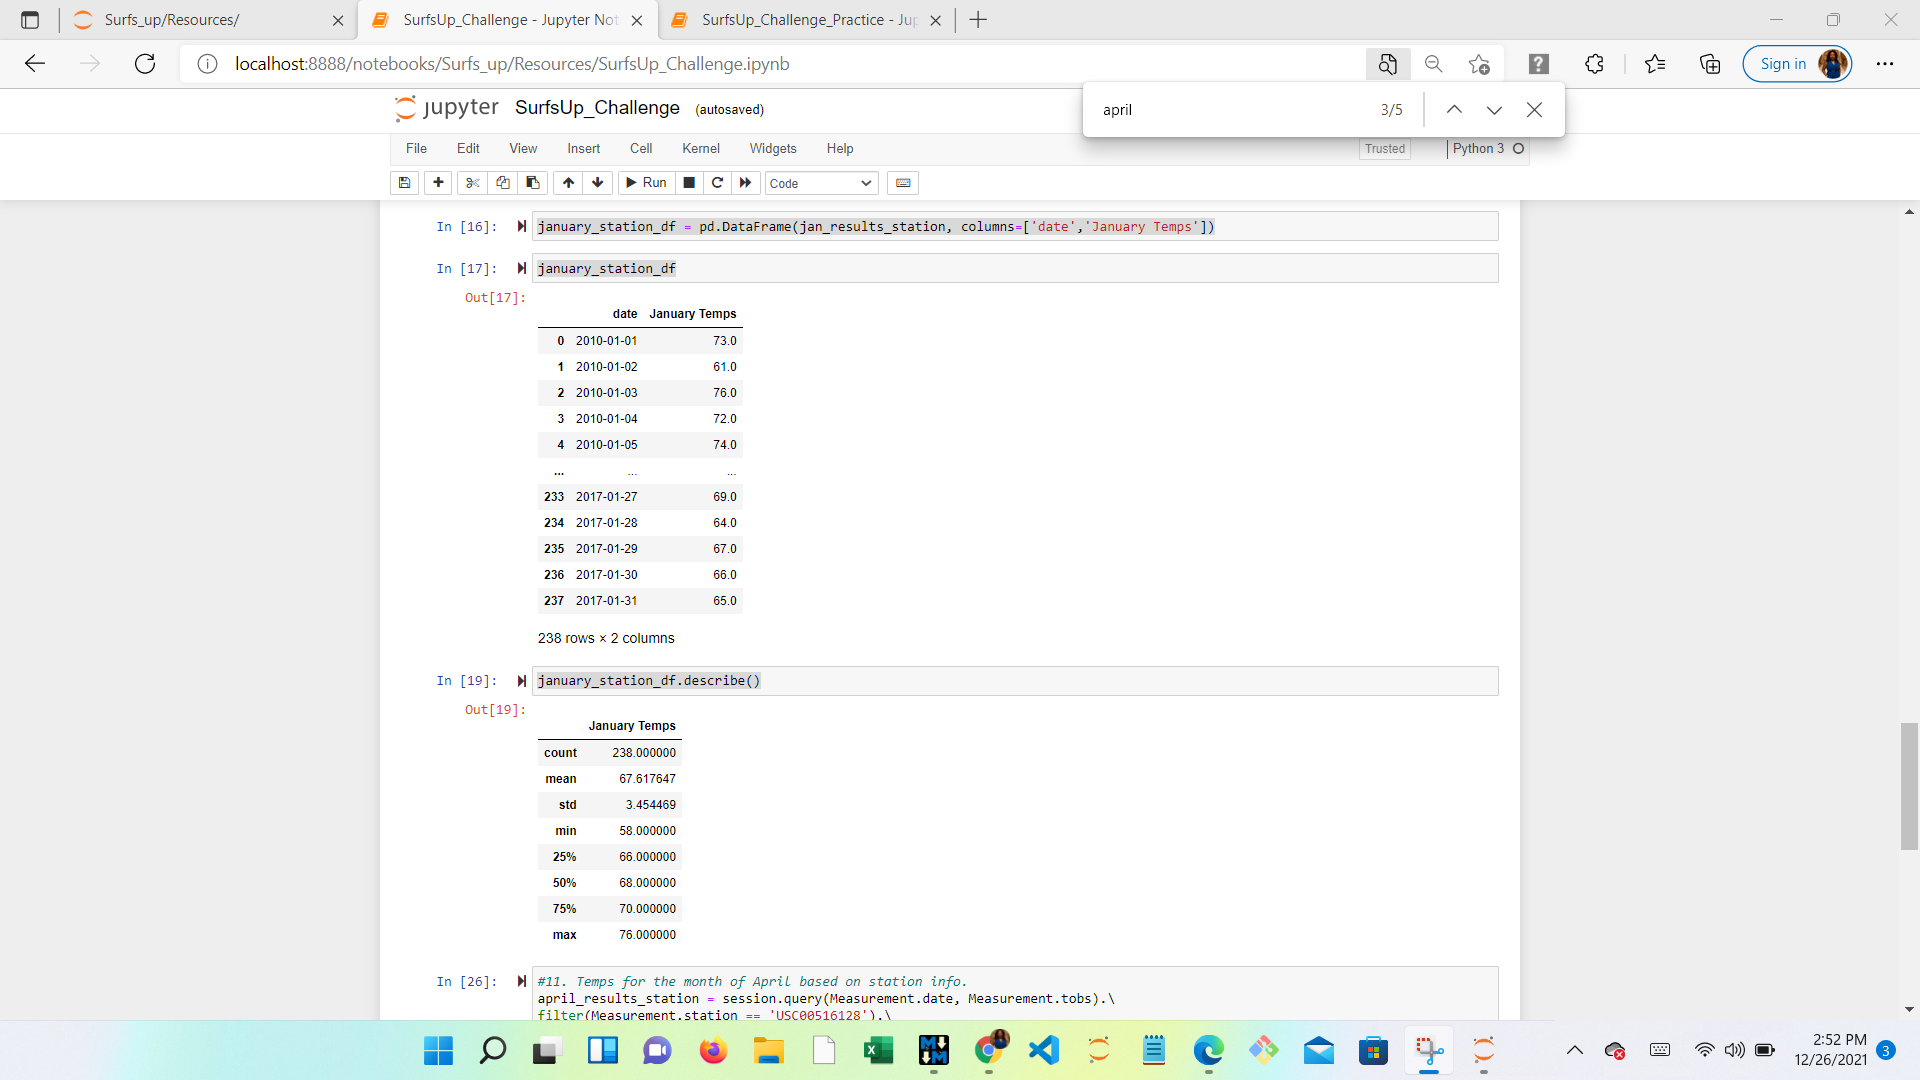 Surfs_up/Resources/
SurfsUp_Challenge - Jupyter Not
SurfsUp_Challenge_Practice - Jup
localhost:8888/notebooks/Surfs_up/Resources/SurfsUp_Challenge.ipynb
Sign in
april 3/5
jupyter SurfsUp_Challenge (autosaved)
File Edit View Insert Cell Kernel Widgets Help
Trusted Python 3
Run Code
In [16]: january_station_df = pd.DataFrame(jan_results_station, columns=['date','January Temps'])
In [17]: january_station_df
Out[17]:
date January Temps
0 2010-01-01 73.0
1 2010-01-02 61.0
2 2010-01-03 76.0
3 2010-01-04 72.0
4 2010-01-05 74.0
... ... ...
233 2017-01-27 69.0
234 2017-01-28 64.0
235 2017-01-29 67.0
236 2017-01-30 66.0
237 2017-01-31 65.0
238 rows × 2 columns
In [19]: january_station_df.describe()
Out[19]:
January Temps
count 238.000000
mean 67.617647
std 3.454469
min 58.000000
25% 66.000000
50% 68.000000
75% 70.000000
max 76.000000
In [26]: #11. Temps for the month of April based on station info.
april_results_station = session.query(Measurement.date, Measurement.tobs).\
filter(Measurement.station == 'USC00516128').\
2:52 PM
12/26/2021 3